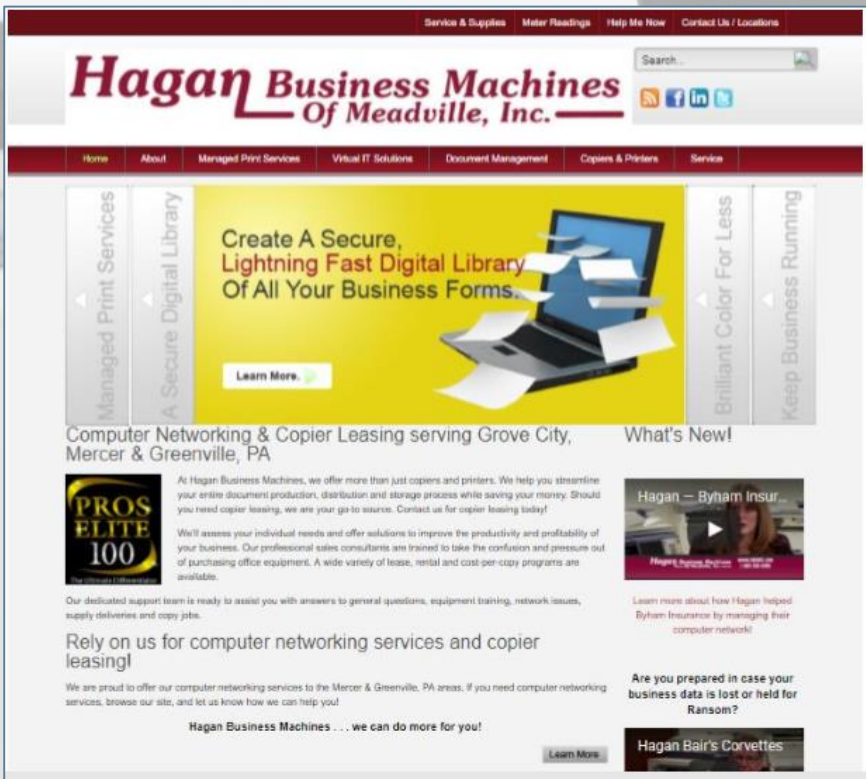 Service & Supplies Meter Readings Help Me Now Contact Us / Locations
Hagan Business Machines
Of Meadville, Inc.
Search...
Home About Managed Print Services Virtual IT Solutions Document Management Copiers & Printers Service
Managed Print Services
A Secure Digital Library
Create A Secure,
Lightning Fast Digital Library
Of All Your Business Forms.
Learn More.
Brilliant Color For Less
Keep Business Running
Computer Networking & Copier Leasing serving Grove City,
Mercer & Greenville, PA
PROS
ELITE
100
The Ultimate Differentiator
At Hagan Business Machines, we offer more than just copiers and printers. We help you streamline
your entire document production, distribution and storage process while saving your money. Should
you need copier leasing, we are your go-to source. Contact us for copier leasing today!
We'll assess your individual needs and offer solutions to improve the productivity and profitability of
your business. Our professional sales consultants are trained to take the confusion and pressure out
of purchasing office equipment. A wide variety of lease, rental and cost-per-copy programs are
available.
Our dedicated support team is ready to assist you with answers to general questions, equipment training, network issues,
supply deliveries and copy jobs.
Rely on us for computer networking services and copier
leasing!
We are proud to offer our computer networking services to the Mercer & Greenville, PA areas. If you need computer networking
services, browse our site, and let us know how we can help you!
Hagan Business Machines . . . we can do more for you!
Learn More
What's New!
Hagan — Byham Insur...
Hagan Business Machines
Learn more about how Hagan helped
Byham Insurance by managing their
computer network!
Are you prepared in case your
business data is lost or held for
Ransom?
Hagan Bair's Corvettes